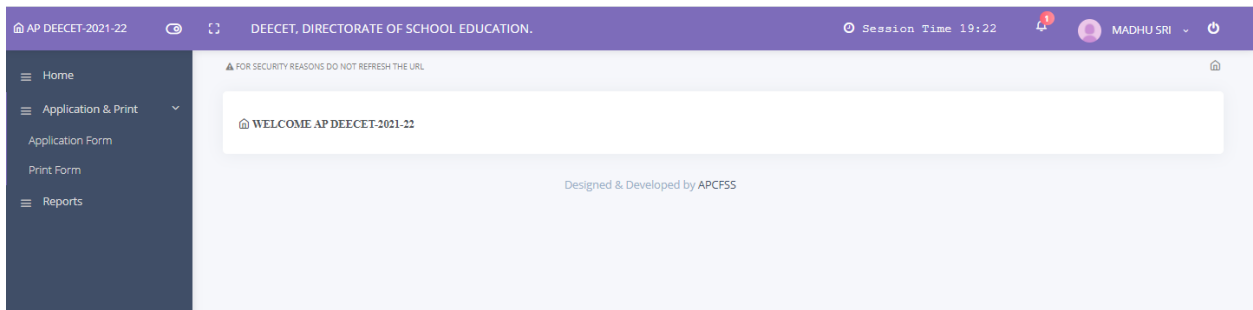 AP DEECET-2021-22
DEECET, DIRECTORATE OF SCHOOL EDUCATION.
Session Time 19:22
1
MADHU SRI
Home
Application & Print
Application Form
Print Form
Reports
FOR SECURITY REASONS DO NOT REFRESH THE URL
WELCOME AP DEECET-2021-22
Designed & Developed by APCFSS